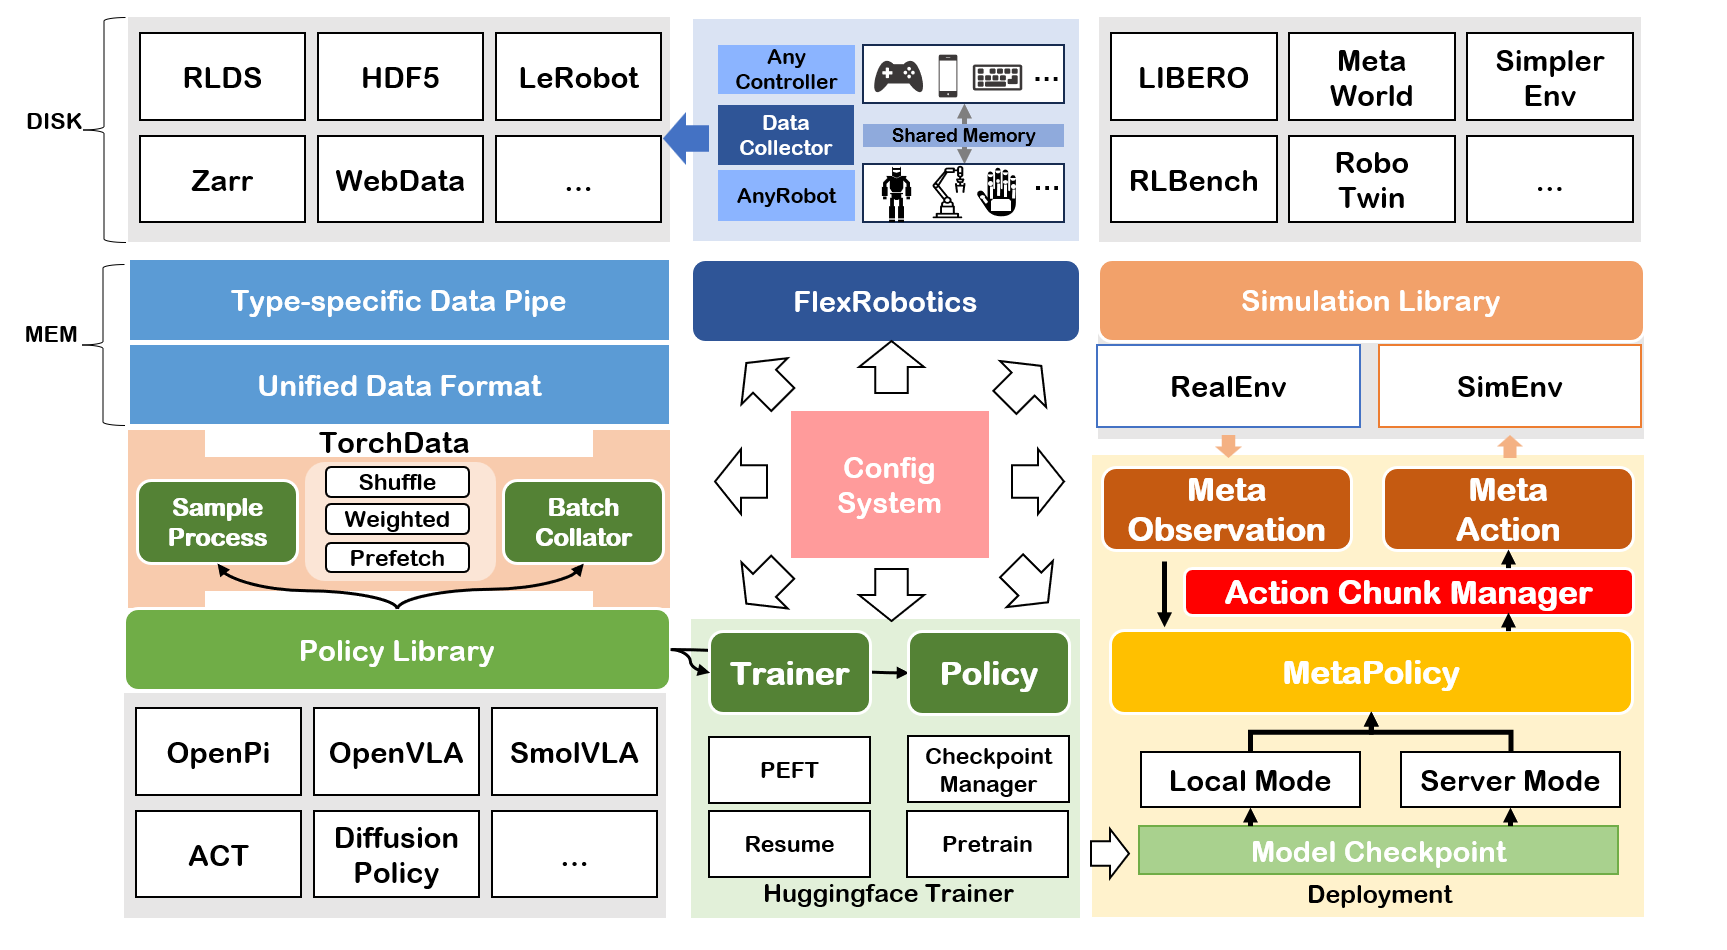 DISK
RLDS
HDF5
LeRobot
Zarr
WebData
...
Any
Controller
Data
Collector
AnyRobot
...
Shared Memory
...
LIBERO
Meta
World
Simpler
Env
RLBench
Robo
Twin
...
MEM
Type-specific Data Pipe
Unified Data Format
FlexRobotics
Simulation Library
RealEnv
SimEnv
TorchData
Sample
Process
Shuffle
Weighted
Prefetch
Batch
Collator
Config
System
Meta
Observation
Meta
Action
Action Chunk Manager
MetaPolicy
Policy Library
Trainer
Policy
OpenPi
OpenVLA
SmolVLA
ACT
Diffusion
Policy
...
PEFT
Checkpoint
Manager
Resume
Pretrain
Huggingface Trainer
Local Mode
Server Mode
Model Checkpoint
Deployment